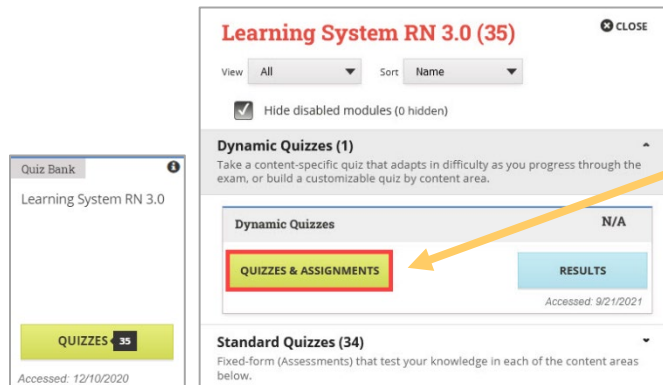 Quiz Bank
Learning System RN 3.0
QUIZZES 35
Accessed: 12/10/2020
Learning System RN 3.0 (35)
CLOSE
View All Sort Name
Hide disabled modules (0 hidden)
Dynamic Quizzes (1)
Take a content-specific quiz that adapts in difficulty as you progress through the
exam, or build a customizable quiz by content area.
Dynamic Quizzes N/A
QUIZZES & ASSIGNMENTS RESULTS
Accessed: 9/21/2021
Standard Quizzes (34)
Fixed-form (Assessments) that test your knowledge in each of the content areas
below.